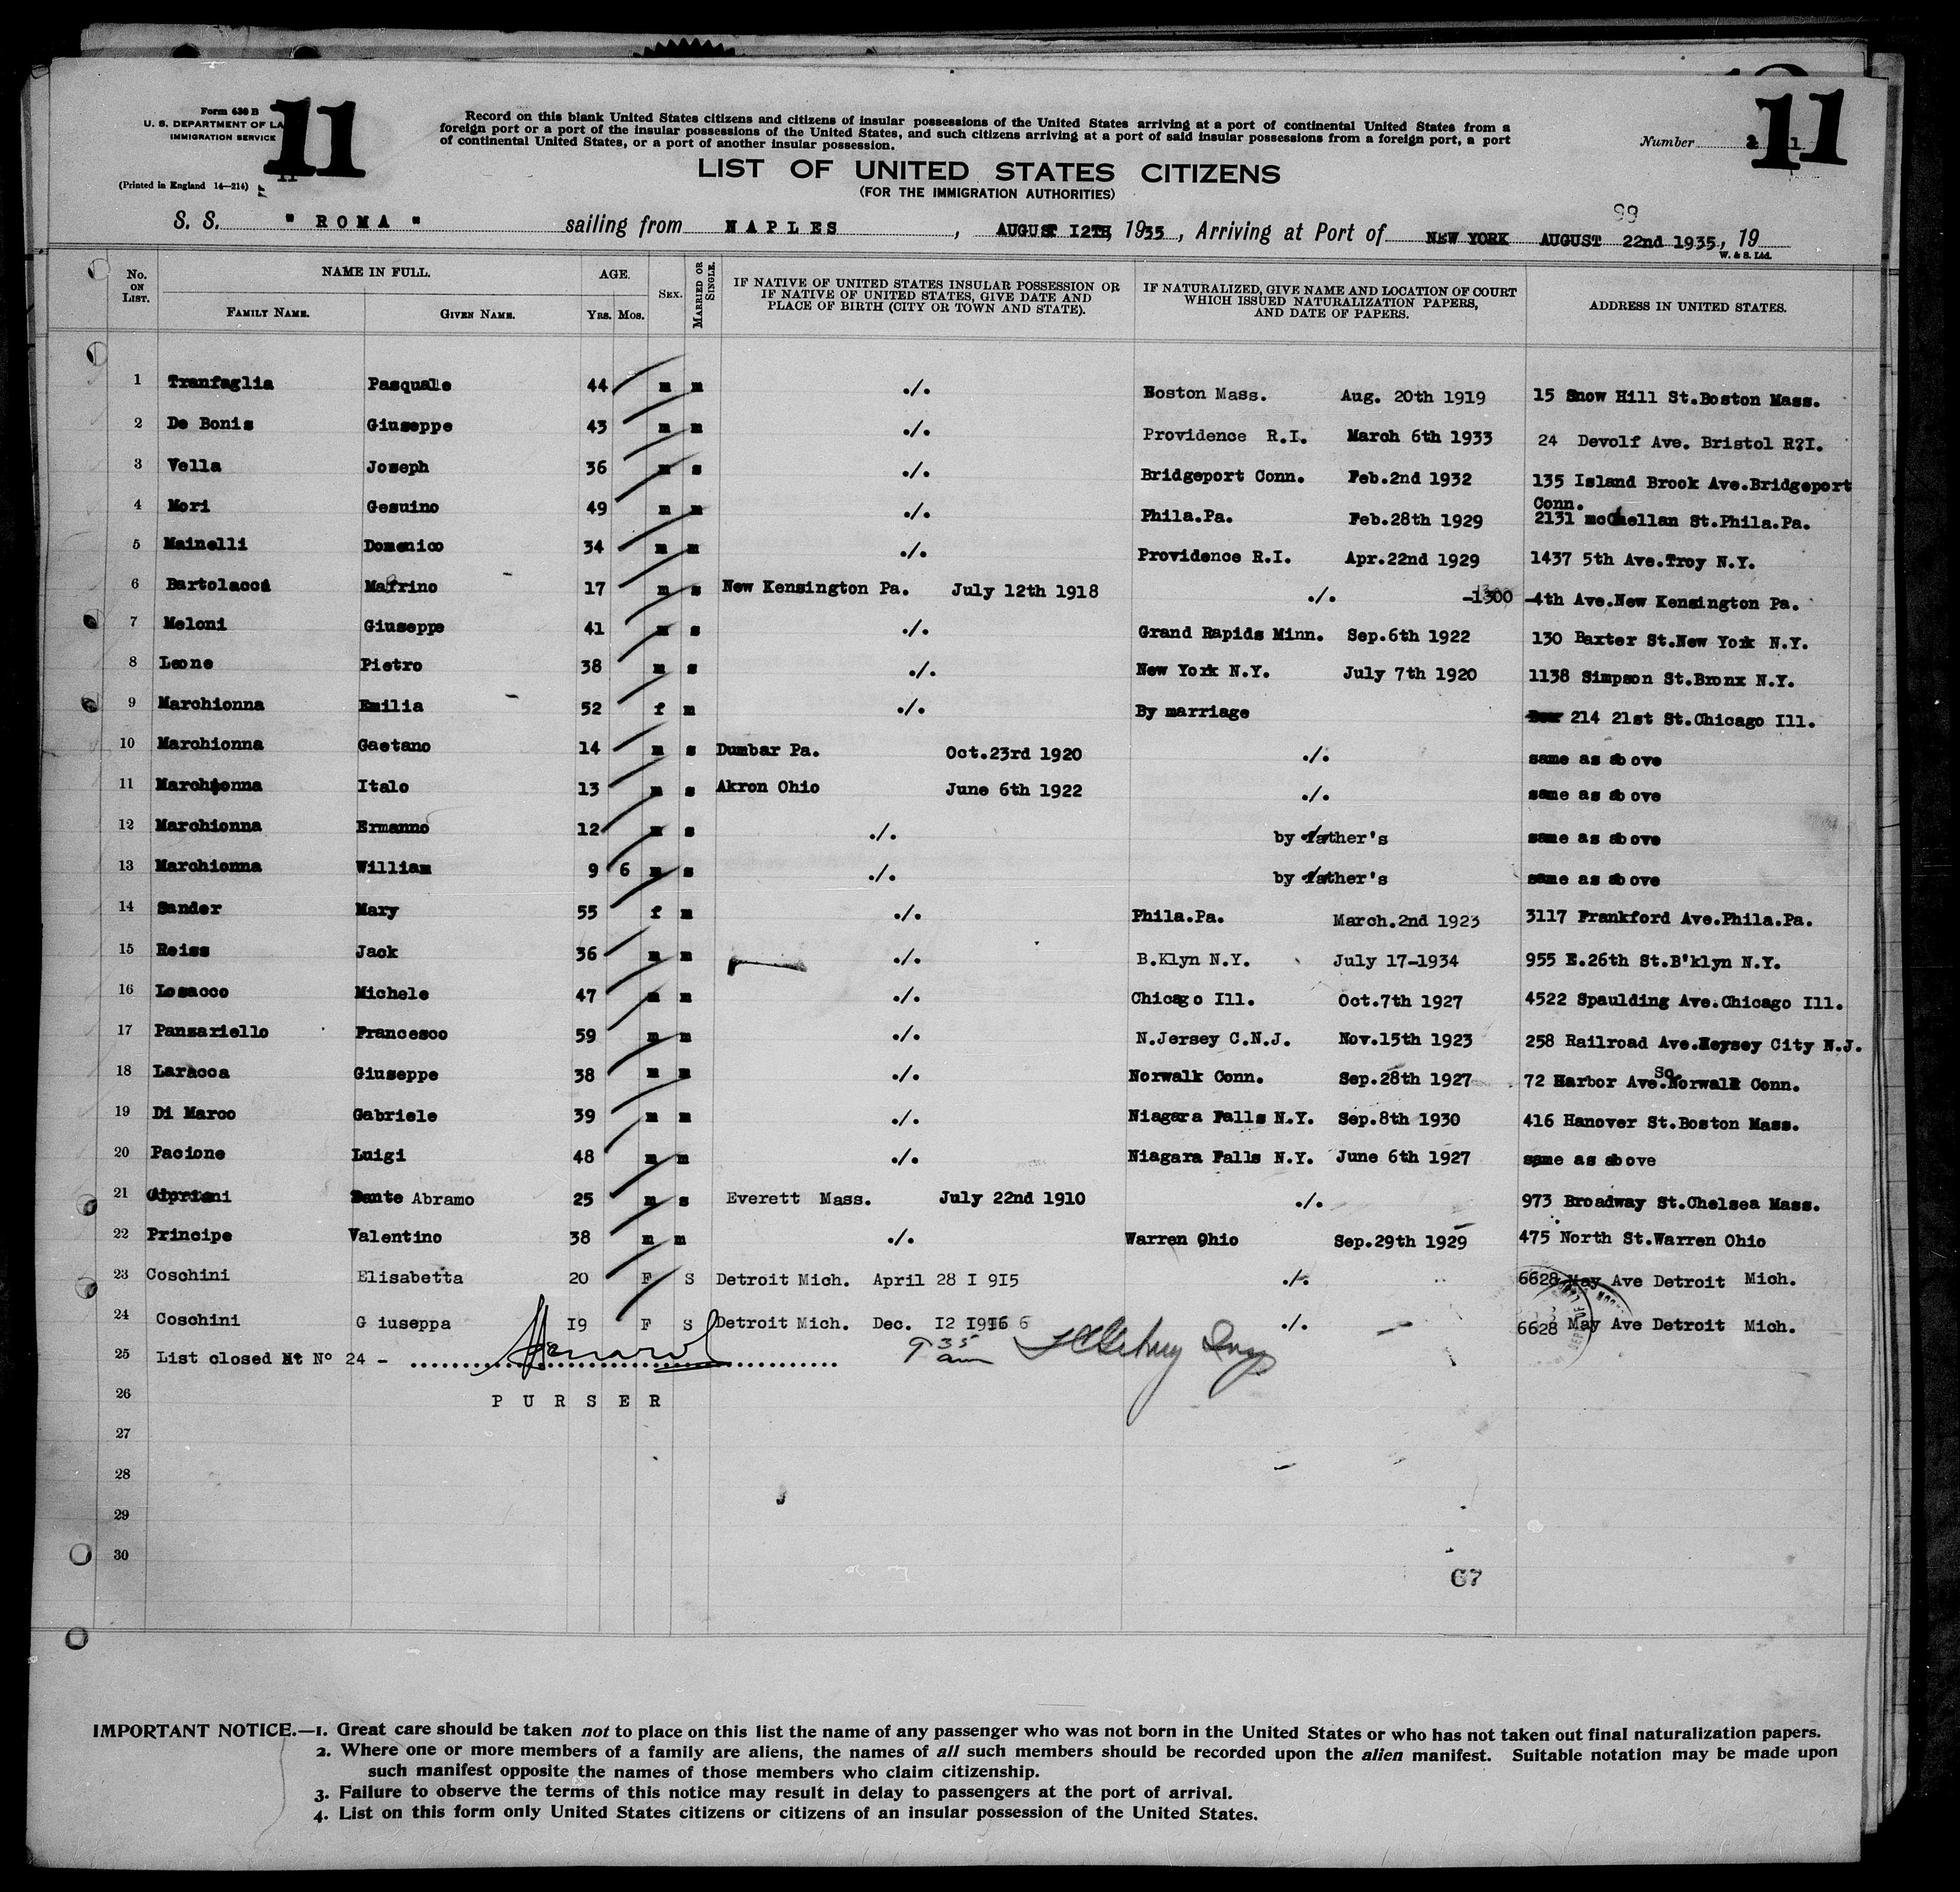 11
11
Form 630 B
U. S. DEPARTMENT OF LA
IMMIGRATION SERVICE
(Printed in England 14—214)
Record on this blank United States citizens and citizens of insular possessions of the United States arriving at a port of continental United States from a
foreign port or a port of the insular possessions of the United States, and such citizens arriving at a port of said insular possessions from a foreign port, a port
of continental United States, or a port of another insular possession.
Number
LIST OF UNITED STATES CITIZENS
(FOR THE IMMIGRATION AUTHORITIES)
S. S. " ROMA " sailing from NAPLES , AUGUST I2TH, 1935 , Arriving at Port of NEW YORK AUGUST 22nd 1935, 19
W. & S. Ltd.
No. ON LIST. NAME IN FULL. FAMILY NAME. GIVEN NAME. AGE. YRS. MOS. SEX. MARRIED OR SINGLE. IF NATIVE OF UNITED STATES INSULAR POSSESSION OR IF NATIVE OF UNITED STATES, GIVE DATE AND PLACE OF BIRTH (CITY OR TOWN AND STATE). IF NATURALIZED, GIVE NAME AND LOCATION OF COURT WHICH ISSUED NATURALIZATION PAPERS, AND DATE OF PAPERS. ADDRESS IN UNITED STATES.
1 Tranfaglia Pasquale 44 m m ./. Boston Mass. Aug. 20th 1919 15 Snow Hill St.Boston Mass.
2 De Bonis Giuseppe 43 m m ./. Providence R.I. March 6th 1933 24 Devolf Ave. Bristol R?I.
3 Vella Joseph 36 m s ./. Bridgeport Conn. Feb.2nd 1932 135 Island Brook Ave.Bridgeport
Conn.
4 Mori Gesuino 49 m m ./. Phila.Pa. Feb.28th 1929 2131 mcClellan St.Phila.Pa.
5 Mainelli Domenico 34 m m ./. Providence R.I. Apr.22nd 1929 1437 5th Ave.Troy N.Y.
6 Bartolacci Marrino 17 m s New Kensington Pa. July 12th 1918 ./. -1300 -4th Ave.New Kensington Pa.
7 Meloni Giuseppe 41 m s ./. Grand Rapids Minn. Sep.6th 1922 130 Baxter St.New York N.Y.
8 Leone Pietro 38 m s ./. New York N.Y. July 7th 1920 1138 Simpson St.Bronx N.Y.
9 Marchionna Emilia 52 f m ./. By marriage 214 21st St.Chicago Ill.
10 Marchionna Gaetano 14 m s Dunbar Pa. Oct.23rd 1920 ./. same as above
11 Marchionna Italo 13 m s Akron Ohio June 6th 1922 ./. same as above
12 Marchionna Ermanno 12 m s ./. by father's same as above
13 Marchionna William 9 6 m s ./. by father's same as above
14 Sander Mary 55 f m ./. Phila.Pa. March.2nd 1923 3117 Frankford Ave.Phila.Pa.
15 Reiss Jack 36 m m ./. B.Klyn N.Y. July 17-1934 955 E.26th St.B'klyn N.Y.
16 Losacco Michele 47 m m ./. Chicago Ill. Oct.7th 1927 4522 Spaulding Ave.Chicago Ill.
17 Pansariello Francesco 59 m m ./. N.Jersey C.N.J. Nov.15th 1923 258 Railroad Ave.Jersey City N.J.
18 Laracca Giuseppe 38 m m ./. Norwalk Conn. Sep.28th 1927 72 Harbor Ave.So.Norwalk Conn.
19 Di Marco Gabriele 39 m m ./. Niagara Falls N.Y. Sep.8th 1930 416 Hanover St.Boston Mass.
20 Pacione Luigi 48 m m ./. Niagara Falls N.Y. June 6th 1927 same as above
21 Cipriani Dante Abramo 25 m s Everett Mass. July 22nd 1910 ./. 973 Broadway St.Chelsea Mass.
22 Principe Valentino 38 m m ./. Warren Ohio Sep.29th 1929 475 North St.Warren Ohio
23 Coschini Elisabetta 20 F S Detroit Mich. April 28 I 9I5 ./. 6628 May Ave Detroit Mich.
24 Coschini G iuseppa I9 F S Detroit Mich. Dec. I2 I916 6 ./. 6628 May Ave Detroit Mich.
25 List closed at Nº 24 - 9 35 am
26 PURSER
27
28
29
30
67
IMPORTANT NOTICE.—1. Great care should be taken not to place on this list the name of any passenger who was not born in the United States or who has not taken out final naturalization papers.
2. Where one or more members of a family are aliens, the names of all such members should be recorded upon the alien manifest. Suitable notation may be made upon
such manifest opposite the names of those members who claim citizenship.
3. Failure to observe the terms of this notice may result in delay to passengers at the port of arrival.
4. List on this form only United States citizens or citizens of an insular possession of the United States.